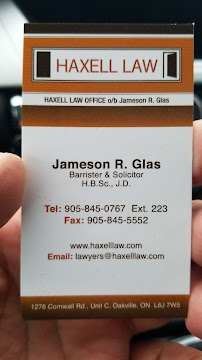 HAXELL LAW
HAXELL LAW OFFICE o/b Jameson R. Glas
Jameson R. Glas
Barrister & Solicitor
H.B.Sc., J.D.
Tel: 905-845-0767 Ext. 223
Fax: 905-845-5552
www.haxelllaw.com
Email: lawyers@haxelllaw.com
1276 Cornwall Rd., Unit C, Oakville, ON L6J 7W5